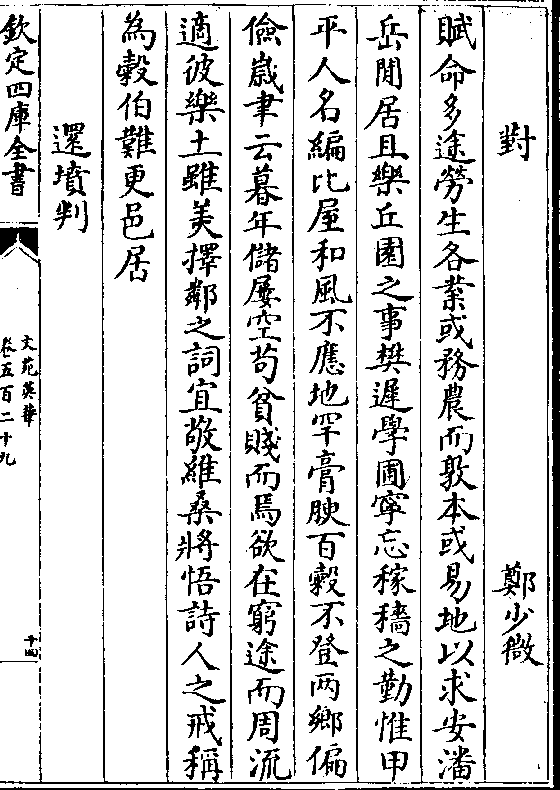 對　鄭少微
賦命多途勞生各業或務農而敦本或易地以求安潘
岳閒居且樂丘園之事樊遲學圃寧忘稼穡之勤惟甲
平人名編比屋和風不應地罕膏腴百糓不登两鄉偏
儉嵗聿云暮年儲屢空茍貧賤而焉欲在窮途而周流
適彼樂土雖美擇鄰之詞宜敬維桑將悟詩人之戒稱
為穀伯難更邑居
還墳判
欽定四庫全書
文苑英華
卷五百二十九
十四